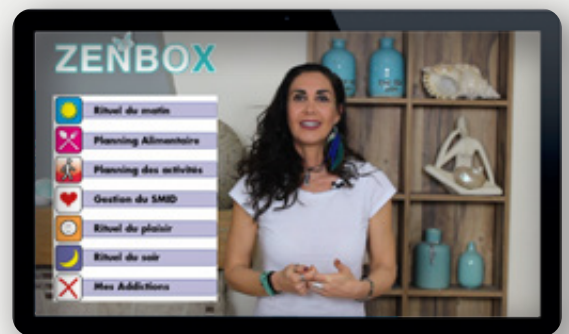 ZENBOX
Rituel du matin
Planning Alimentaire
Planning des activités
Gestion du SMID
Rituel du plaisir
Rituel du soir
Mes Addictions